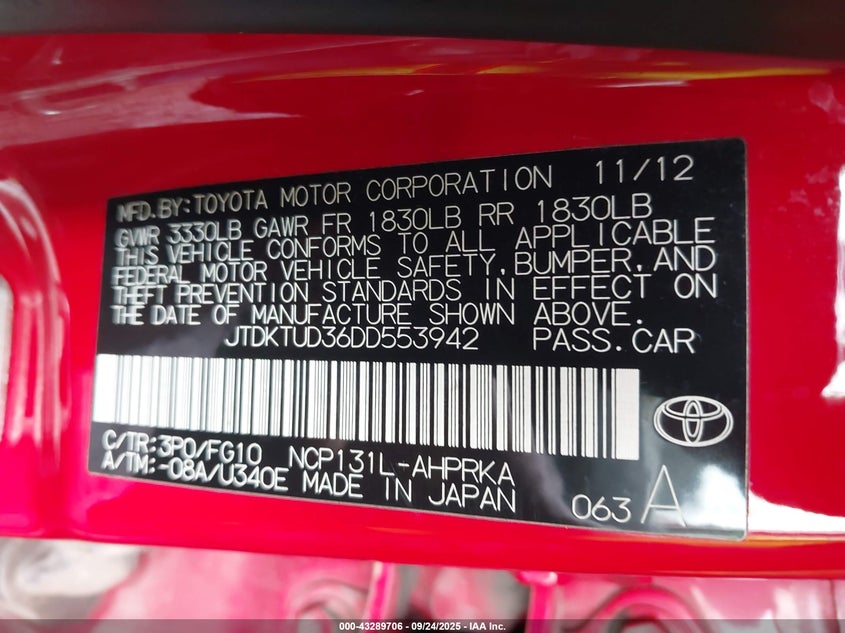 MFD.BY:TOYOTA MOTOR CORPORATION 11/12
GVWR 3330LB GAWR FR 1830LB RR 1830LB
THIS VEHICLE CONFORMS TO ALL APPLICABLE
FEDERAL MOTOR VEHICLE SAFETY,BUMPER,AND
THEFT PREVENTION STANDARDS IN EFFECT ON
THE DATE OF MANUFACTURE SHOWN ABOVE.
JTDKTUD36DD553942 PASS.CAR
C/TR:3P0/FG10 NCP131L-AHPRKA
A/TM:-08A/U340E MADE IN JAPAN 063 A
000-43289706 - 09/24/2025 - IAA Inc.